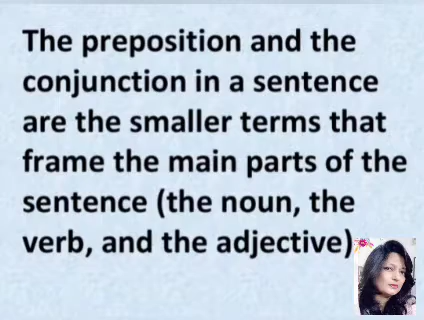 The preposition and the
conjunction in a sentence
are the smaller terms that
frame the main parts of the
sentence (the noun, the
verb, and the adjective)